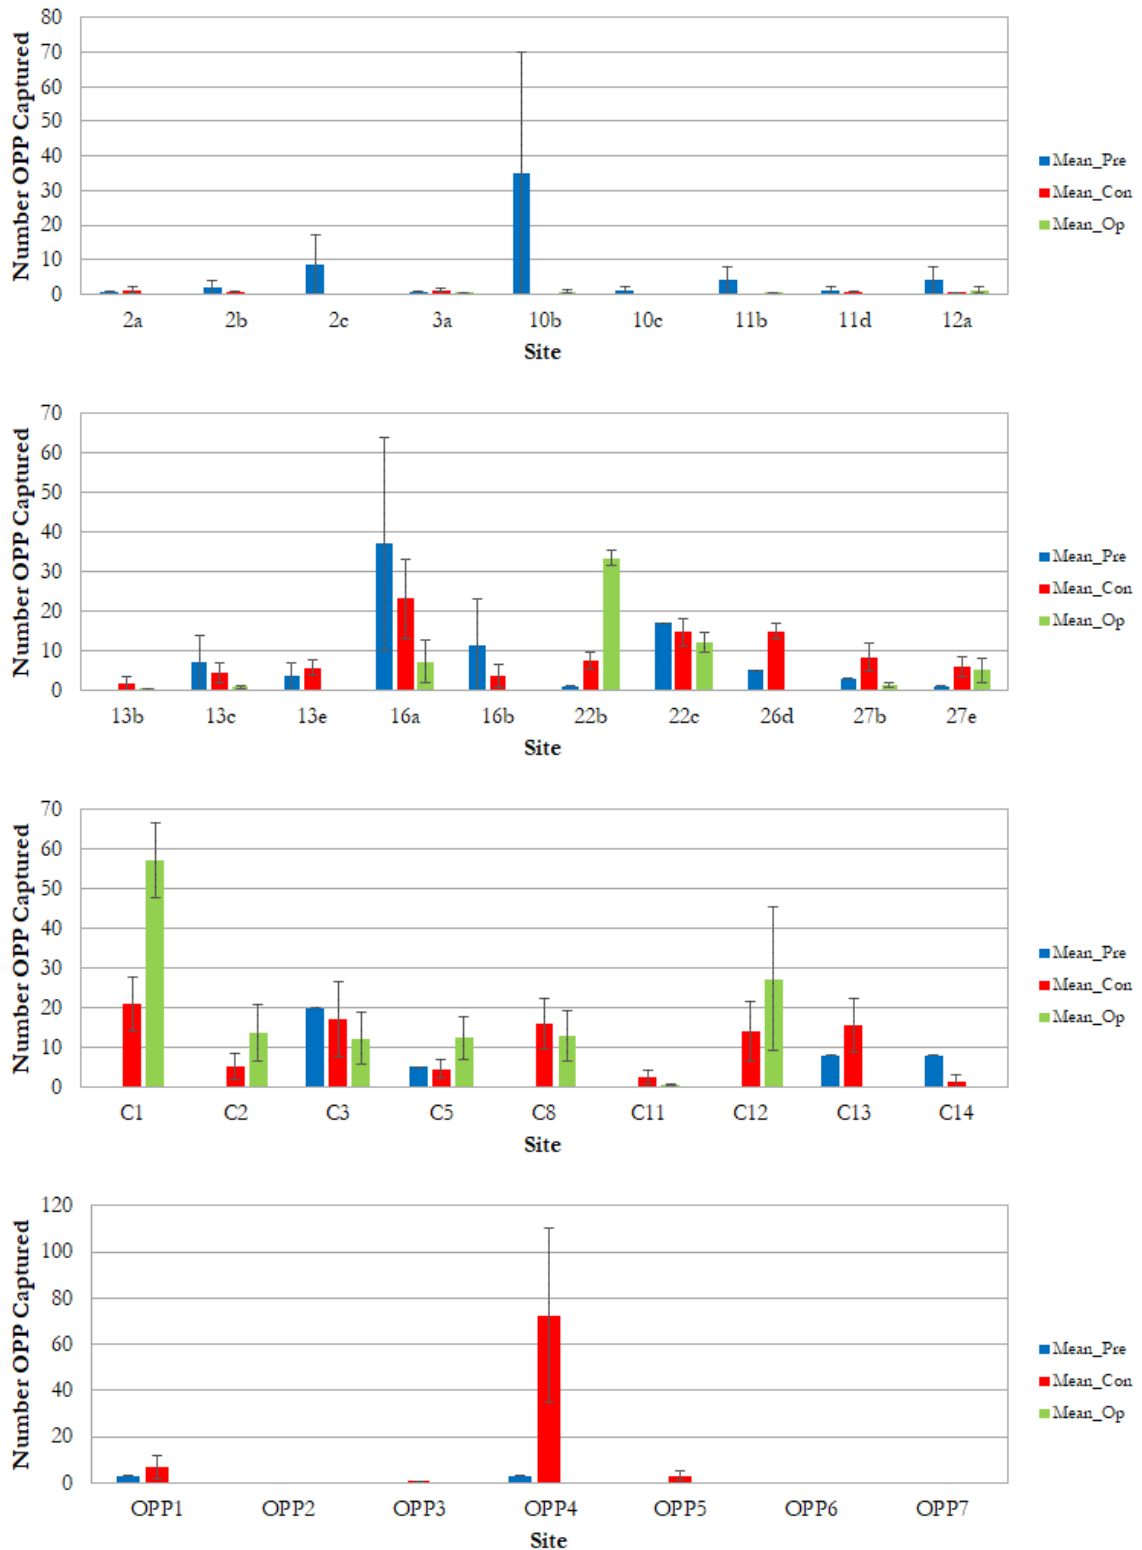 Number OPP Captured
80
70
60
50
40
30
20
10
0
2a 2b 2c 3a 10b 10c 11b 11d 12a
Site
Mean_Pre
Mean_Con
Mean_Op
Number OPP Captured
70
60
50
40
30
20
10
0
13b 13c 13e 16a 16b 22b 22c 26d 27b 27e
Site
Mean_Pre
Mean_Con
Mean_Op
Number OPP Captured
70
60
50
40
30
20
10
0
C1 C2 C3 C5 C8 C11 C12 C13 C14
Site
Mean_Pre
Mean_Con
Mean_Op
Number OPP Captured
120
100
80
60
40
20
0
OPP1 OPP2 OPP3 OPP4 OPP5 OPP6 OPP7
Site
Mean_Pre
Mean_Con
Mean_Op